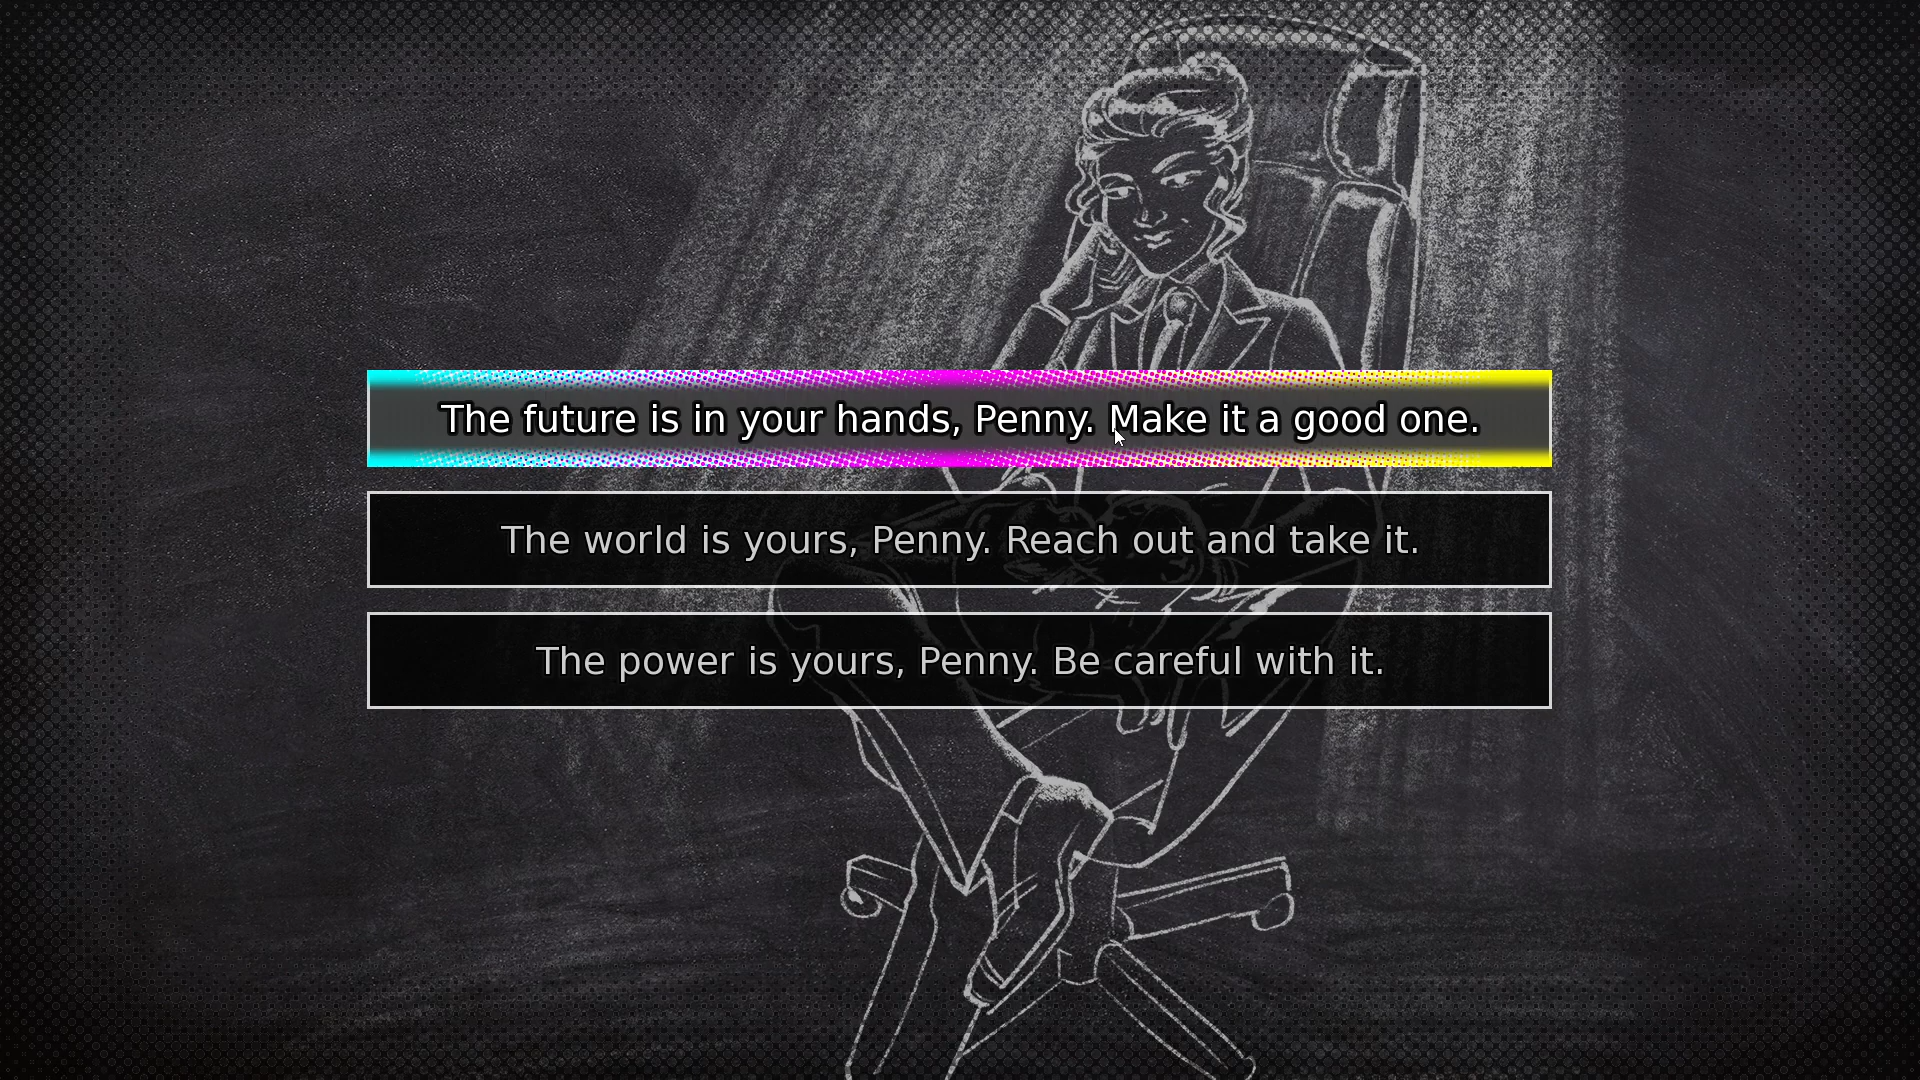 The future is in your hands, Penny. Make it a good one.
The world is yours, Penny. Reach out and take it.
The power is yours, Penny. Be careful with it.